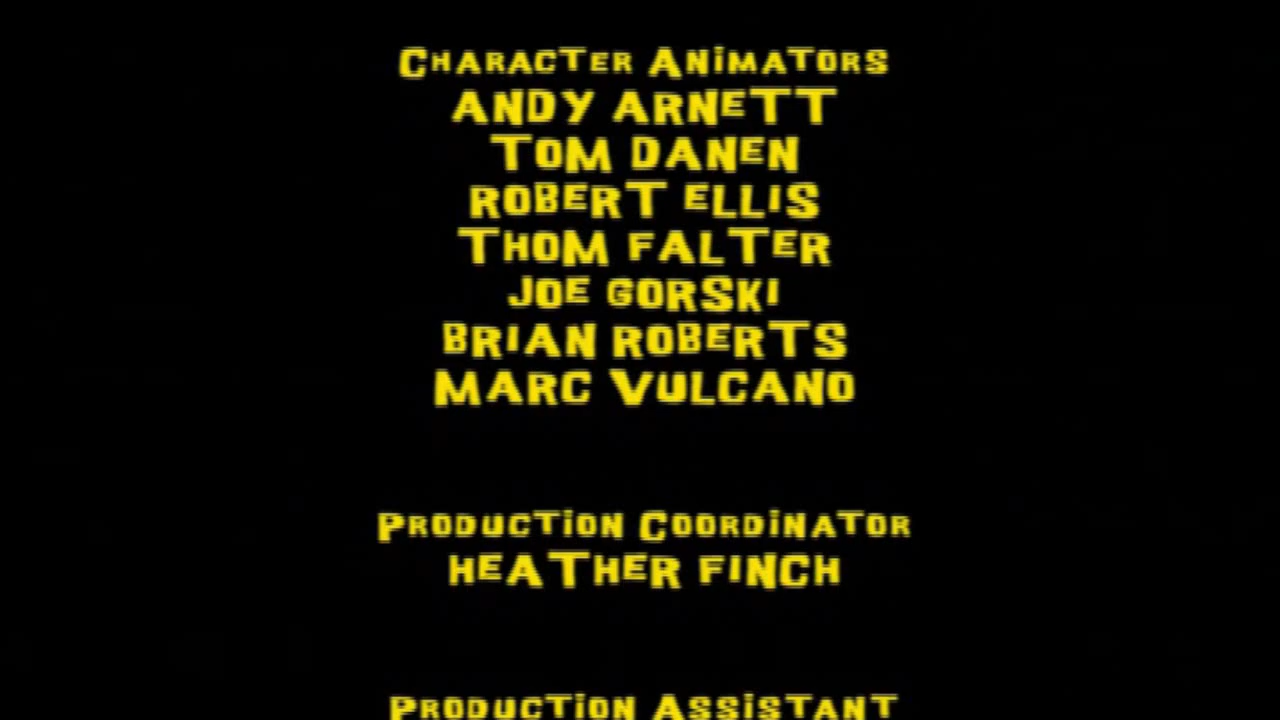 Character Animators
ANDY ARNETT
TOM DANEN
ROBERT ELLIS
THOM FALTER
JOE GORSKI
BRIAN ROBERTS
MARC VULCANO
Production Coordinator
HEATHER FINCH
Production Assistant